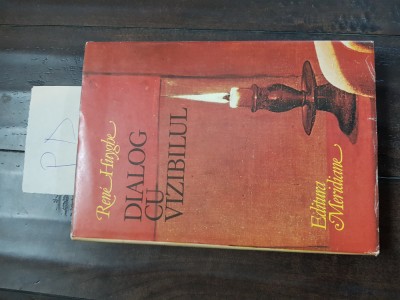 René Huyghe
DIALOG
CU
VIZIBILUL
Editura
Meridiane